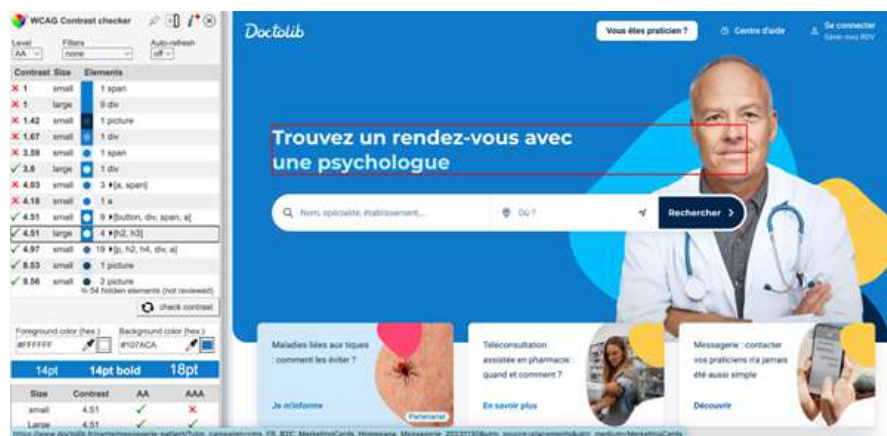 WCAG Contrast checker
Level
Filters
Auto-refresh
AA
none
off
Contrast Size Elements
1 small 1 span
1 large 9 div
1.42 small 1 picture
1.67 small 1 div
3.59 small 1 span
3.6 large 1 div
4.03 small 3 [a, span]
4.18 small 1 a
4.51 small 9 [button, div, span, a]
4.51 large 4 [h2, h3]
4.97 small 19 [p, h2, h4, div, a]
8.53 small 1 picture
9.56 small 2 picture
54 hidden elements (not reviewed)
check contrast
Foreground color (hex.) Background color (hex.)
#FFFFFF #107ACA
14pt 14pt bold 18pt
Size Contrast AA AAA
small 4.51
Large 4.51
Doctolib
Vous êtes praticien ?
Centre d'aide
Se connecter
Gérer mes RDV
Trouvez un rendez-vous avec
une psychologue
Nom, spécialité, établissement,...
Où ?
Rechercher
Maladies liées aux tiques
: comment les éviter ?
Je m'informe
Partenariat
Téléconsultation
assistée en pharmacie :
quand et comment ?
En savoir plus
Messagerie : contacter
vos praticiens n'a jamais
été aussi simple
Découvrir